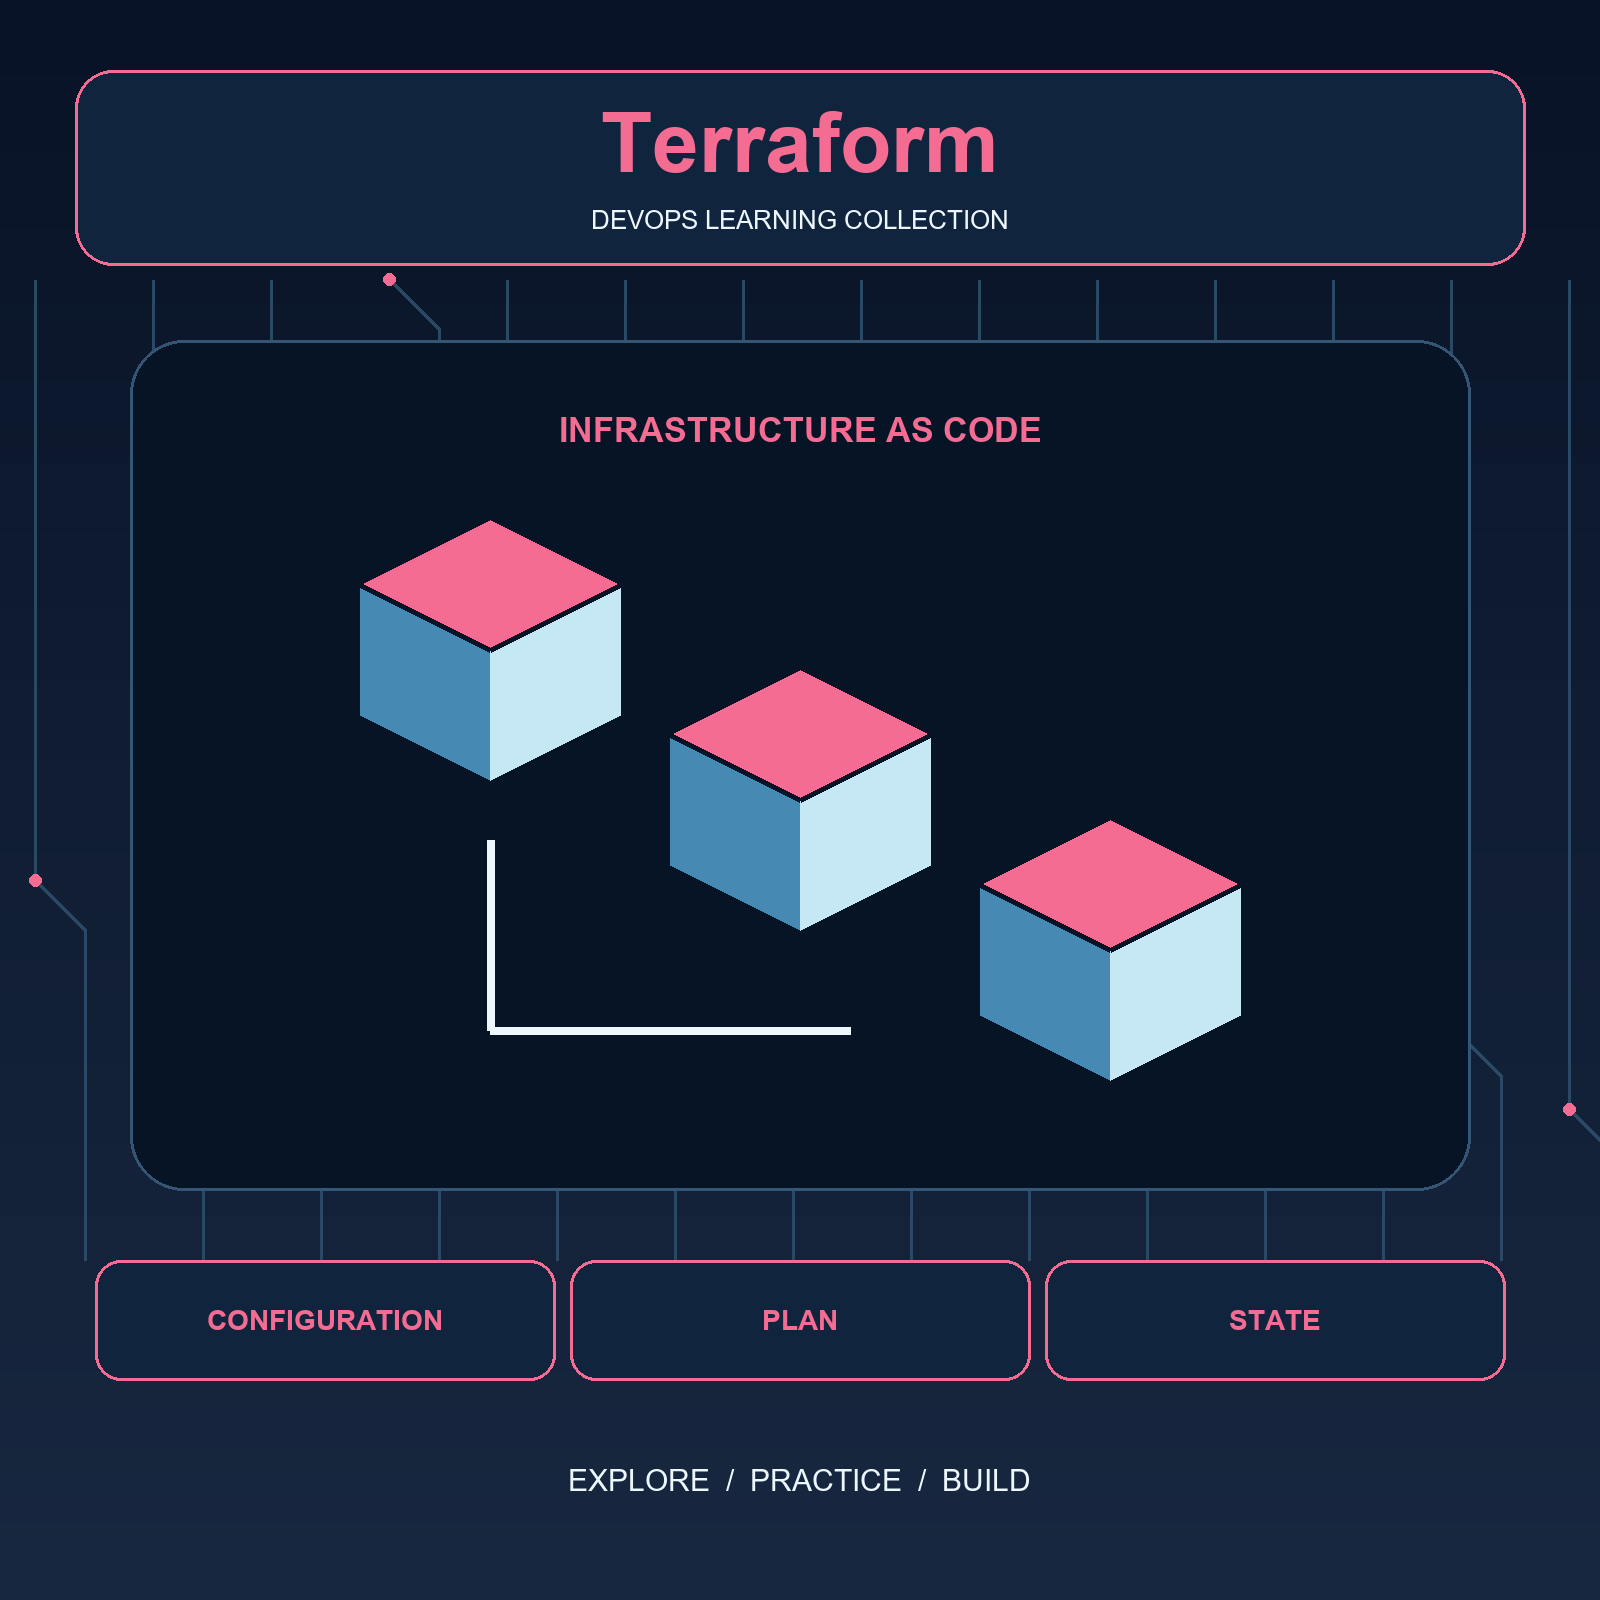 Terraform
DEVOPS LEARNING COLLECTION
INFRASTRUCTURE AS CODE
CONFIGURATION
PLAN
STATE
EXPLORE / PRACTICE / BUILD